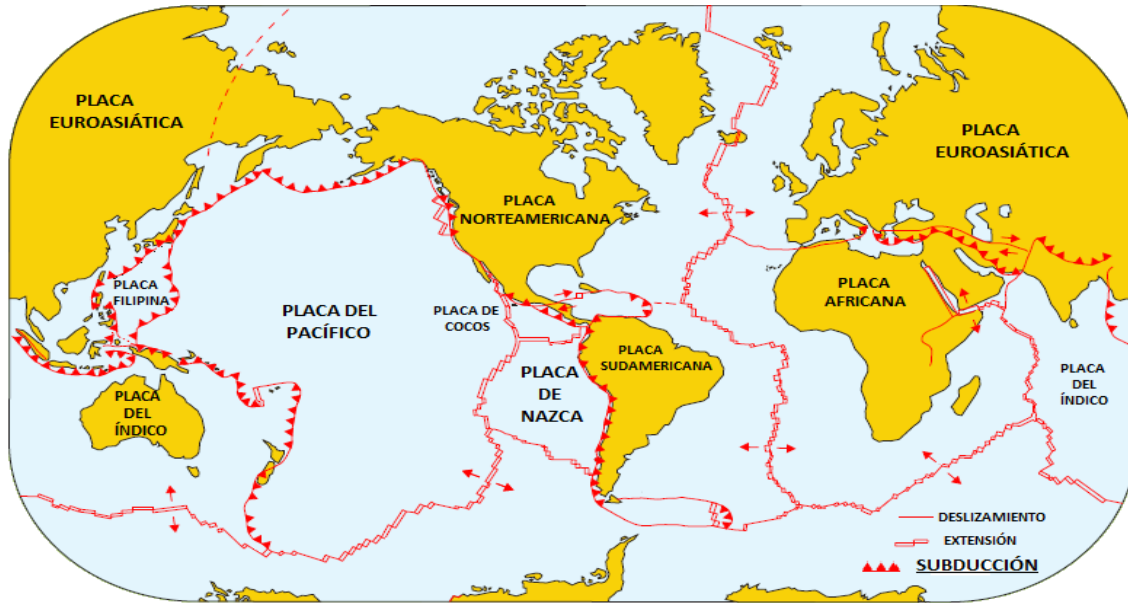 PLACA
EUROASIÁTICA
PLACA
EUROASIÁTICA
PLACA
NORTEAMERICANA
PLACA
FILIPINA
PLACA DEL
PACÍFICO
PLACA DE
COCOS
PLACA
AFRICANA
PLACA
SUDAMERICANA
PLACA
DE
NAZCA
PLACA
DEL
ÍNDICO
PLACA
DEL
ÍNDICO
DESLIZAMIENTO
EXTENSIÓN
SUBDUCCIÓN